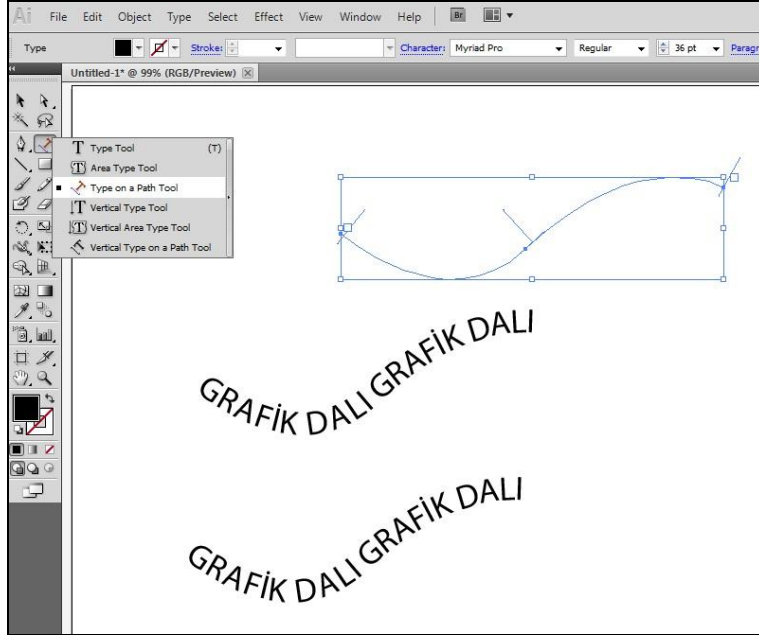 Ai File Edit Object Type Select Effect View Window Help Br
Type Stroke: Character: Myriad Pro Regular 36 pt Paragr
Untitled-1* @ 99% (RGB/Preview)
Type Tool (T)
Area Type Tool
Type on a Path Tool
Vertical Type Tool
Vertical Area Type Tool
Vertical Type on a Path Tool
GRAFİK DALI GRAFİK DALI
GRAFİK DALI GRAFİK DALI